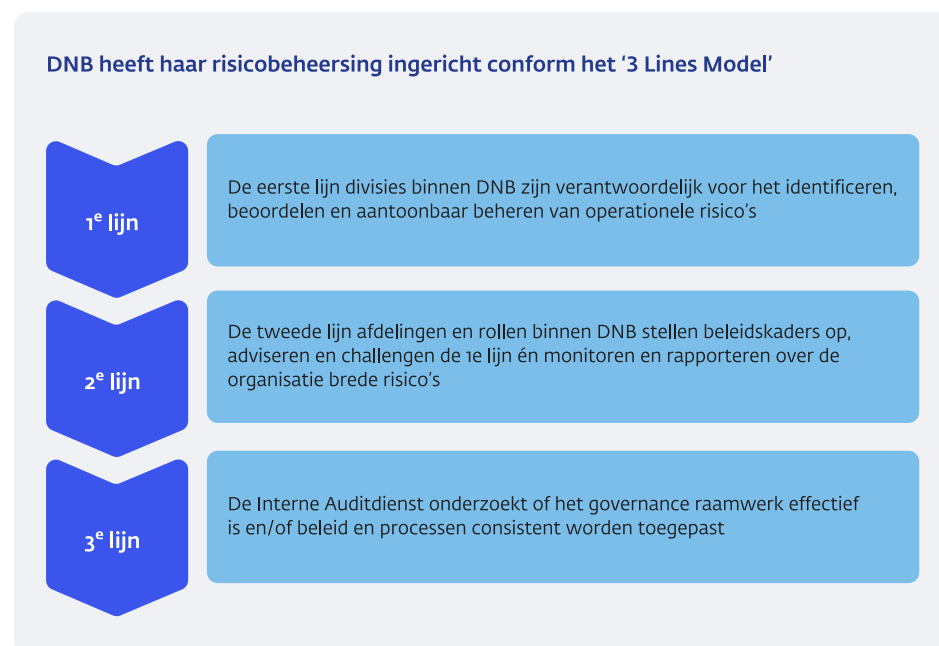 DNB heeft haar risicobeheersing ingericht conform het ‘3 Lines Model’
1e lijn
De eerste lijn divisies binnen DNB zijn verantwoordelijk voor het identificeren,
beoordelen en aantoonbaar beheren van operationele risico’s
2e lijn
De tweede lijn afdelingen en rollen binnen DNB stellen beleidskaders op,
adviseren en challengen de 1e lijn én monitoren en rapporteren over de
organisatie brede risico’s
3e lijn
De Interne Auditdienst onderzoekt of het governance raamwerk effectief
is en/of beleid en processen consistent worden toegepast